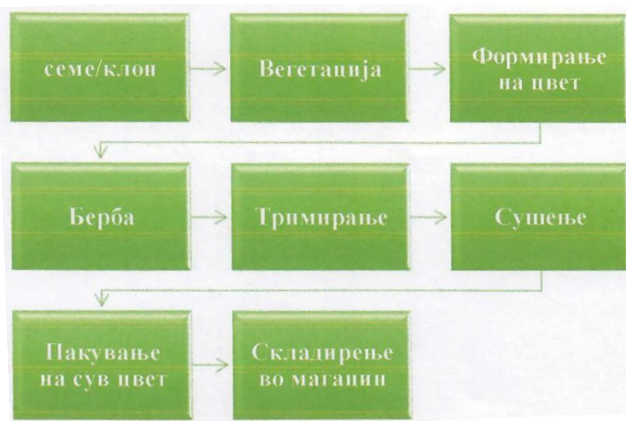 семе/клон
Вегетација
Формирање
на цвет
Берба
Тримирање
Сушење
Пакување
на сув цвет
Складирење
во магацин